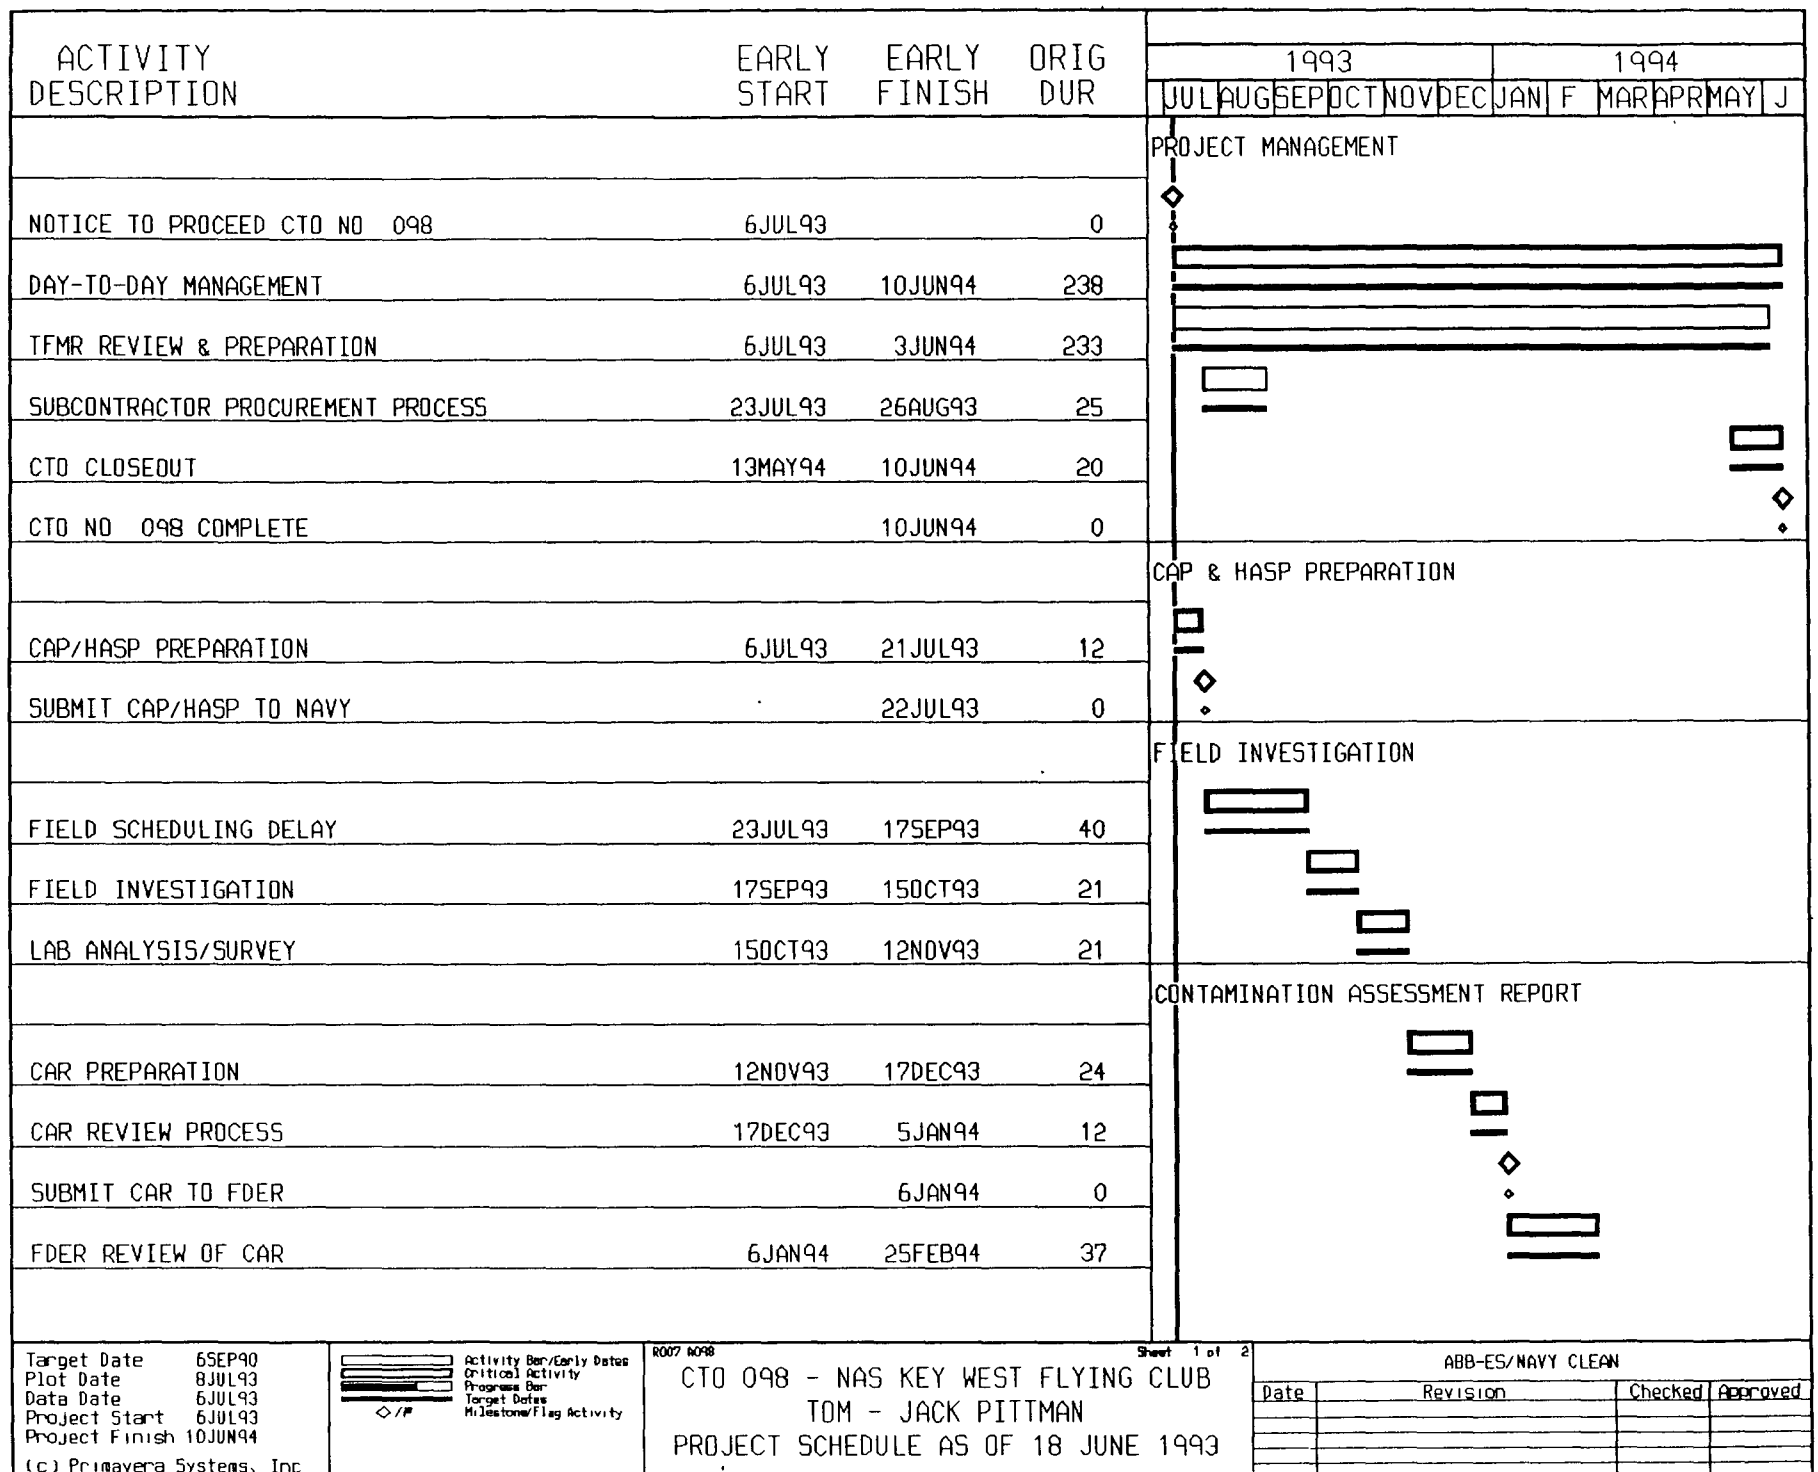 ACTIVITY DESCRIPTION EARLY START EARLY FINISH ORIG DUR
1993 1994
JUL AUG SEP OCT NOV DEC JAN F MAR APR MAY J
PROJECT MANAGEMENT
NOTICE TO PROCEED CTO NO 098 6JUL93 0
DAY-TO-DAY MANAGEMENT 6JUL93 10JUN94 238
TFMR REVIEW & PREPARATION 6JUL93 3JUN94 233
SUBCONTRACTOR PROCUREMENT PROCESS 23JUL93 26AUG93 25
CTO CLOSEOUT 13MAY94 10JUN94 20
CTO NO 098 COMPLETE 10JUN94 0
CAP & HASP PREPARATION
CAP/HASP PREPARATION 6JUL93 21JUL93 12
SUBMIT CAP/HASP TO NAVY 22JUL93 0
FIELD INVESTIGATION
FIELD SCHEDULING DELAY 23JUL93 17SEP93 40
FIELD INVESTIGATION 17SEP93 15OCT93 21
LAB ANALYSIS/SURVEY 15OCT93 12NOV93 21
CONTAMINATION ASSESSMENT REPORT
CAR PREPARATION 12NOV93 17DEC93 24
CAR REVIEW PROCESS 17DEC93 5JAN94 12
SUBMIT CAR TO FDER 6JAN94 0
FDER REVIEW OF CAR 6JAN94 25FEB94 37
Target Date 6SEP90
Plot Date 8JUL93
Data Date 6JUL93
Project Start 6JUL93
Project Finish 10JUN94
(c) Primavera Systems, Inc
Activity Bar/Early Dates
Critical Activity
Progress Bar
Target Dates
Milestone/Flag Activity
R007 A098
Sheet 1 of 2
CTO 098 - NAS KEY WEST FLYING CLUB
TOM - JACK PITTMAN
PROJECT SCHEDULE AS OF 18 JUNE 1993
ABB-ES/NAVY CLEAN
Date Revision Checked Approved